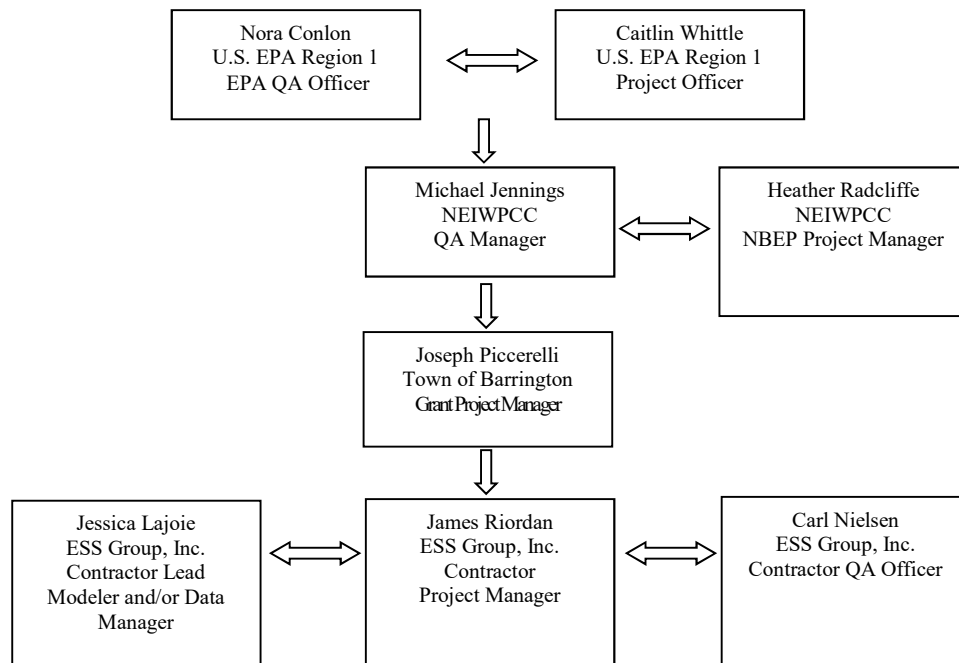 Nora Conlon
U.S. EPA Region 1
EPA QA Officer
Caitlin Whittle
U.S. EPA Region 1
Project Officer
Michael Jennings
NEIWPCC
QA Manager
Heather Radcliffe
NEIWPCC
NBEP Project Manager
Joseph Piccerelli
Town of Barrington
Grant Project Manager
Jessica Lajoie
ESS Group, Inc.
Contractor Lead
Modeler and/or Data
Manager
James Riordan
ESS Group, Inc.
Contractor
Project Manager
Carl Nielsen
ESS Group, Inc.
Contractor QA Officer